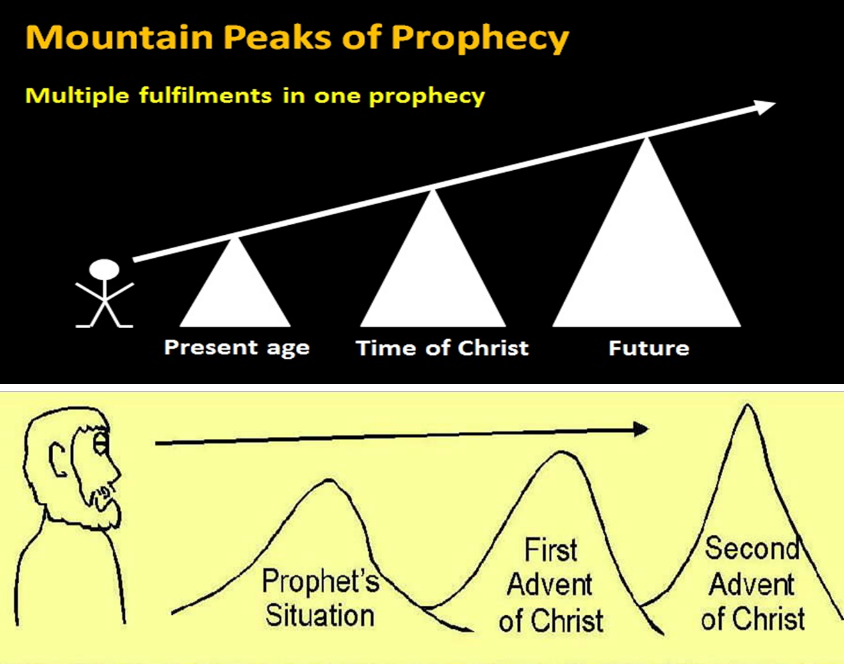 Mountain Peaks of Prophecy
Multiple fulfilments in one prophecy
Present age
Time of Christ
Future
Prophet's
Situation
First
Advent
of Christ
Second
Advent
of Christ